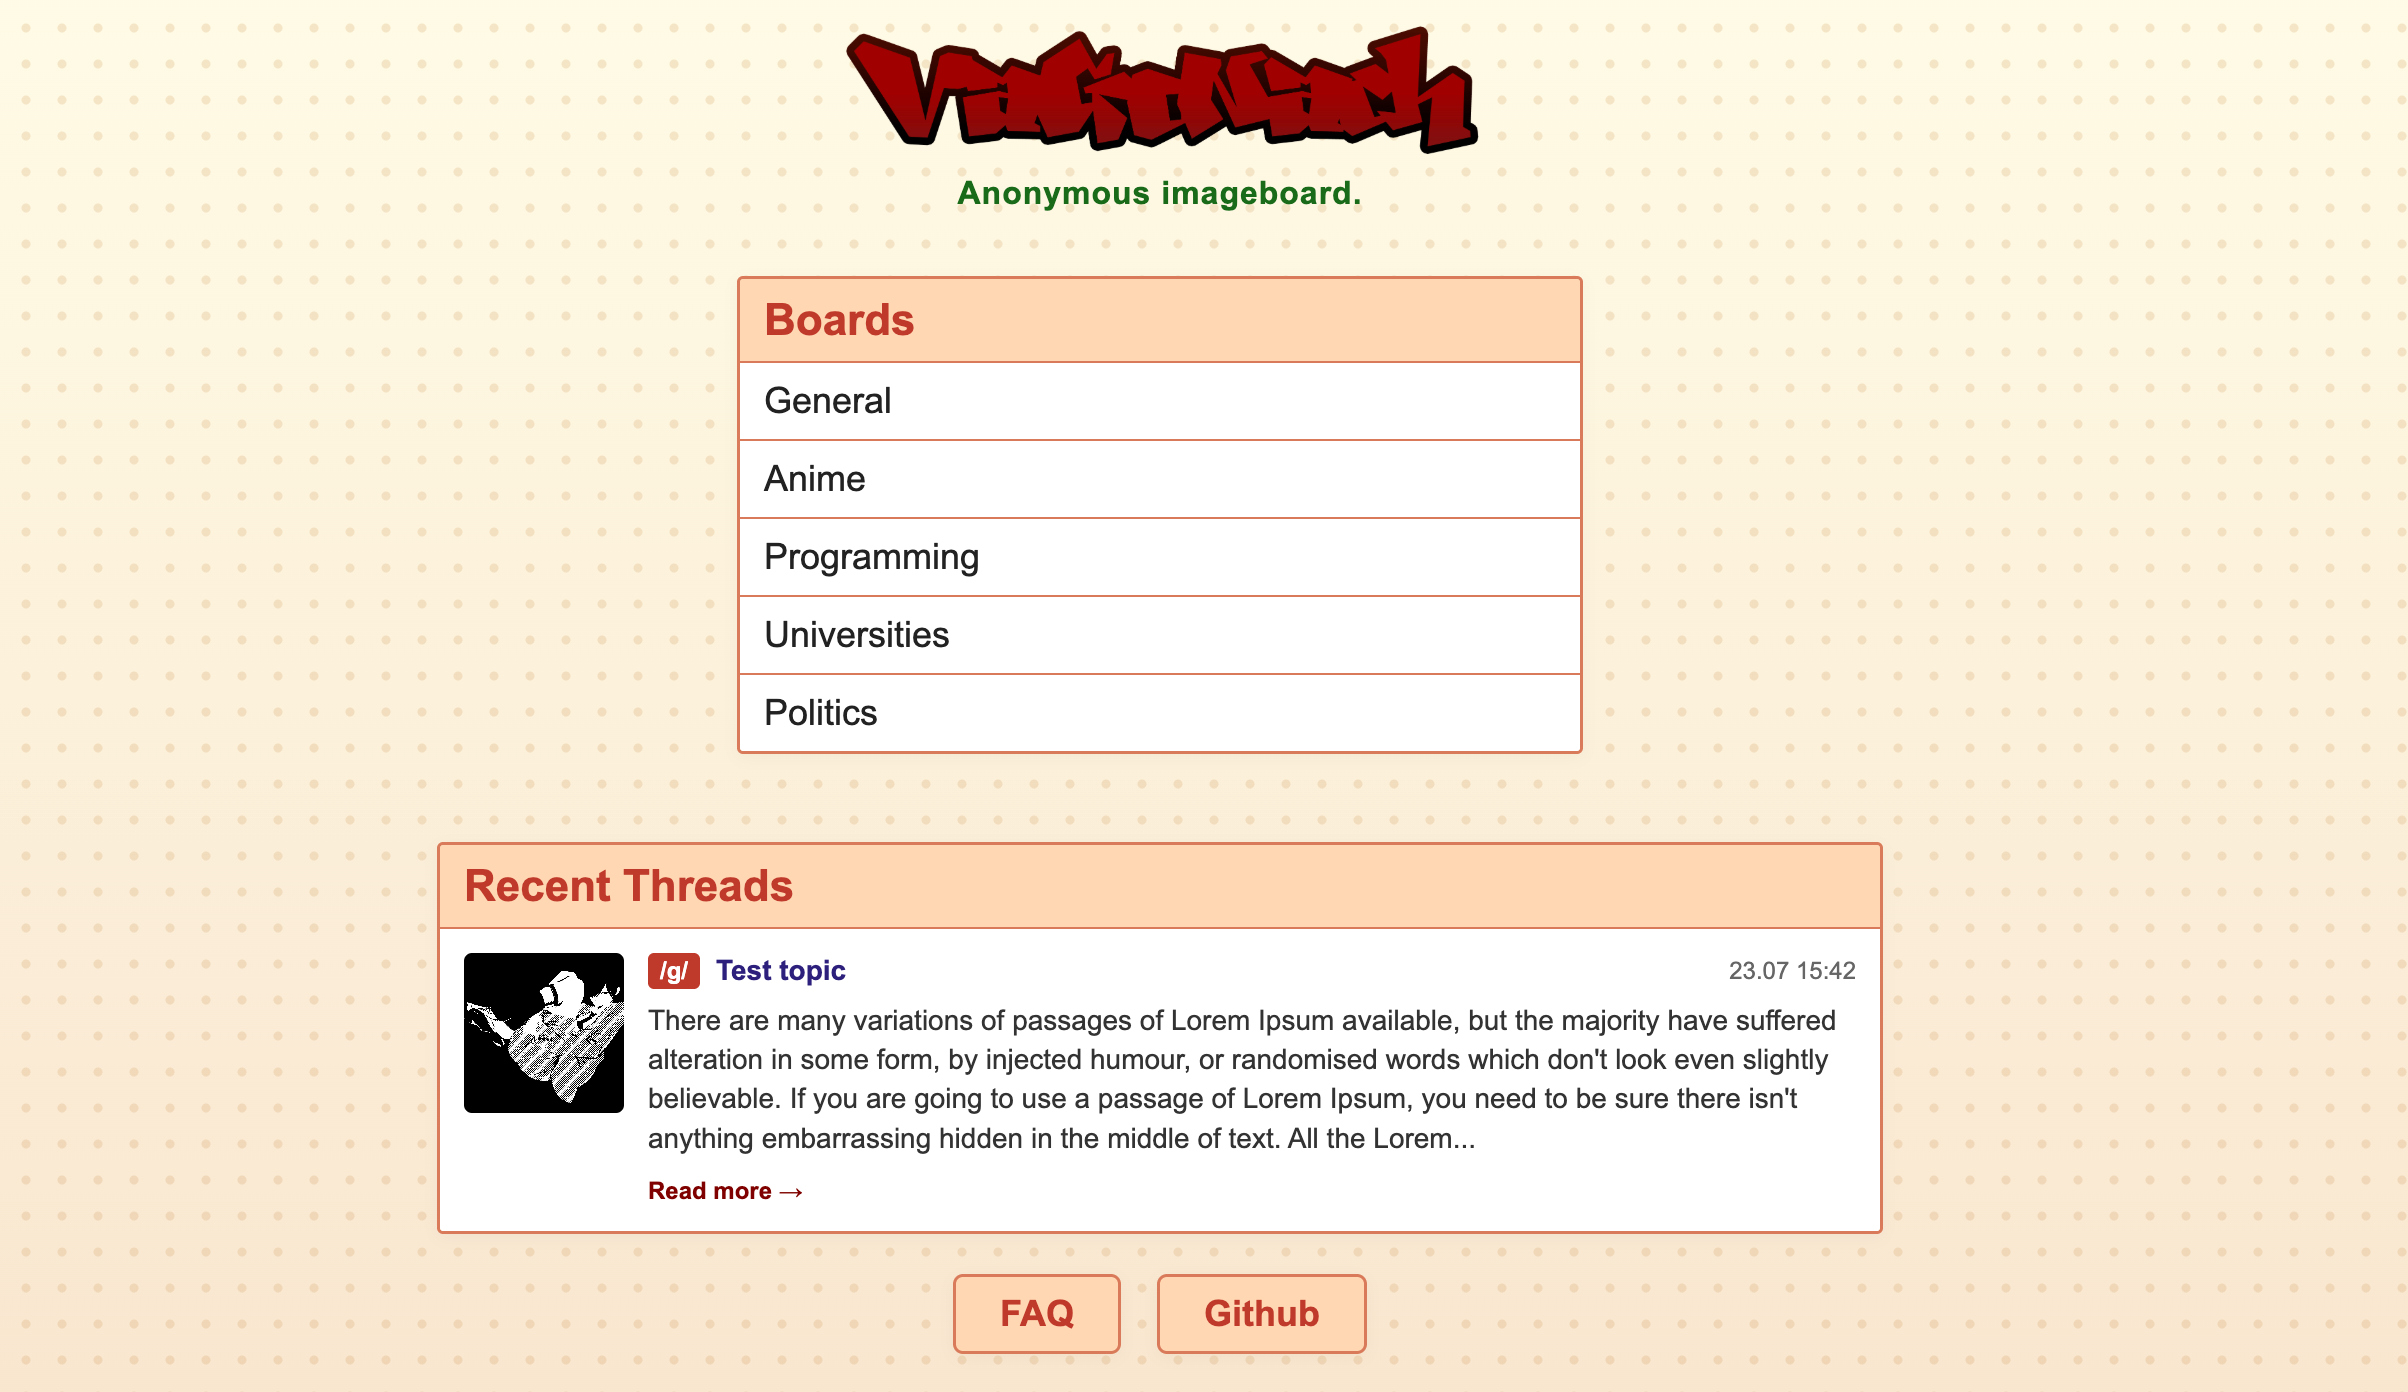 Anonymous imageboard.
Boards
General
Anime
Programming
Universities
Politics
Recent Threads
/g/ Test topic 23.07 15:42
There are many variations of passages of Lorem Ipsum available, but the majority have suffered
alteration in some form, by injected humour, or randomised words which don't look even slightly
believable. If you are going to use a passage of Lorem Ipsum, you need to be sure there isn't
anything embarrassing hidden in the middle of text. All the Lorem...
Read more →
FAQ Github